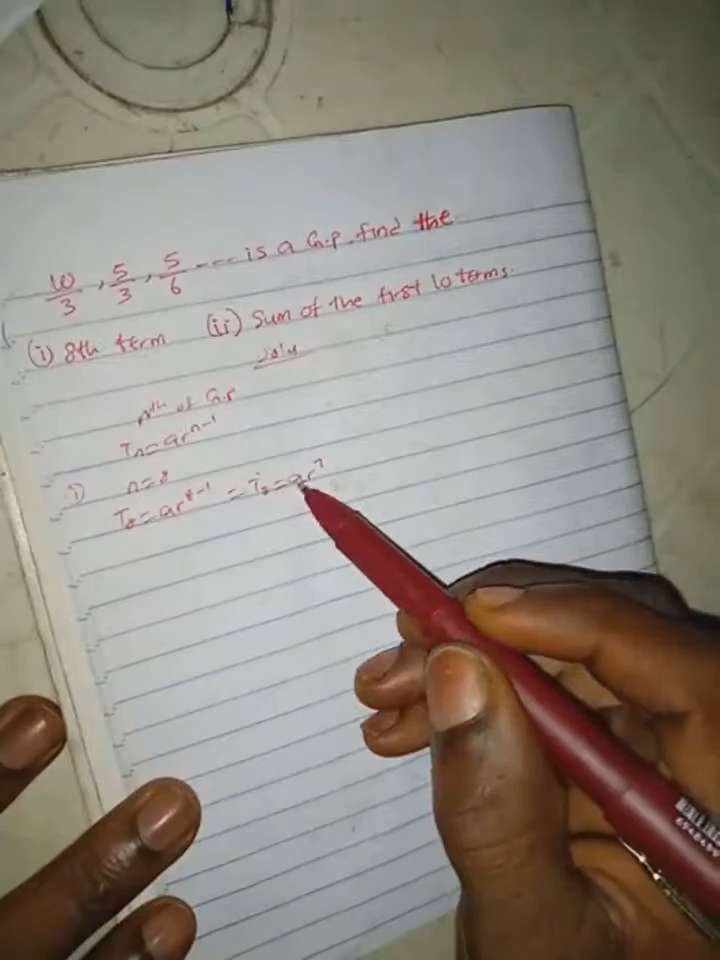 10/3, 5/3, 5/6 --- is a G.p. find the
(i) 8th term (ii) Sum of the first 10 terms.
Sol'n
nth of G.P
Tn = ar^n-1
i) n = 8
T8 = ar^8-1 = T8 = ar^7